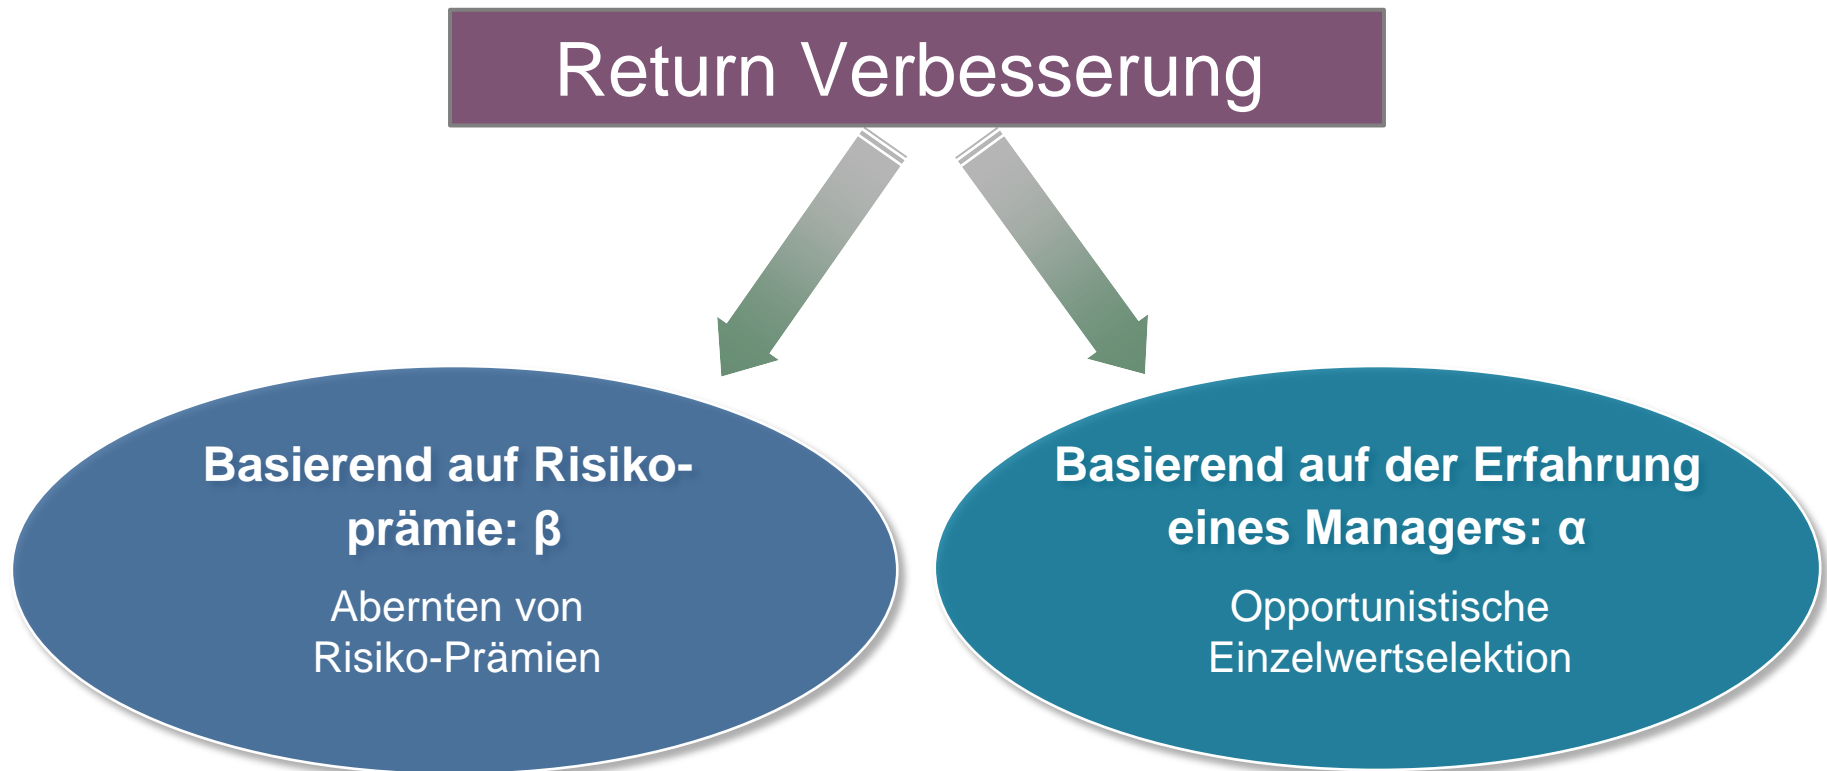 Return Verbesserung
Basierend auf Risiko-
prämie: β
Abernten von
Risiko-Prämien
Basierend auf der Erfahrung
eines Managers: α
Opportunistische
Einzelwertselektion